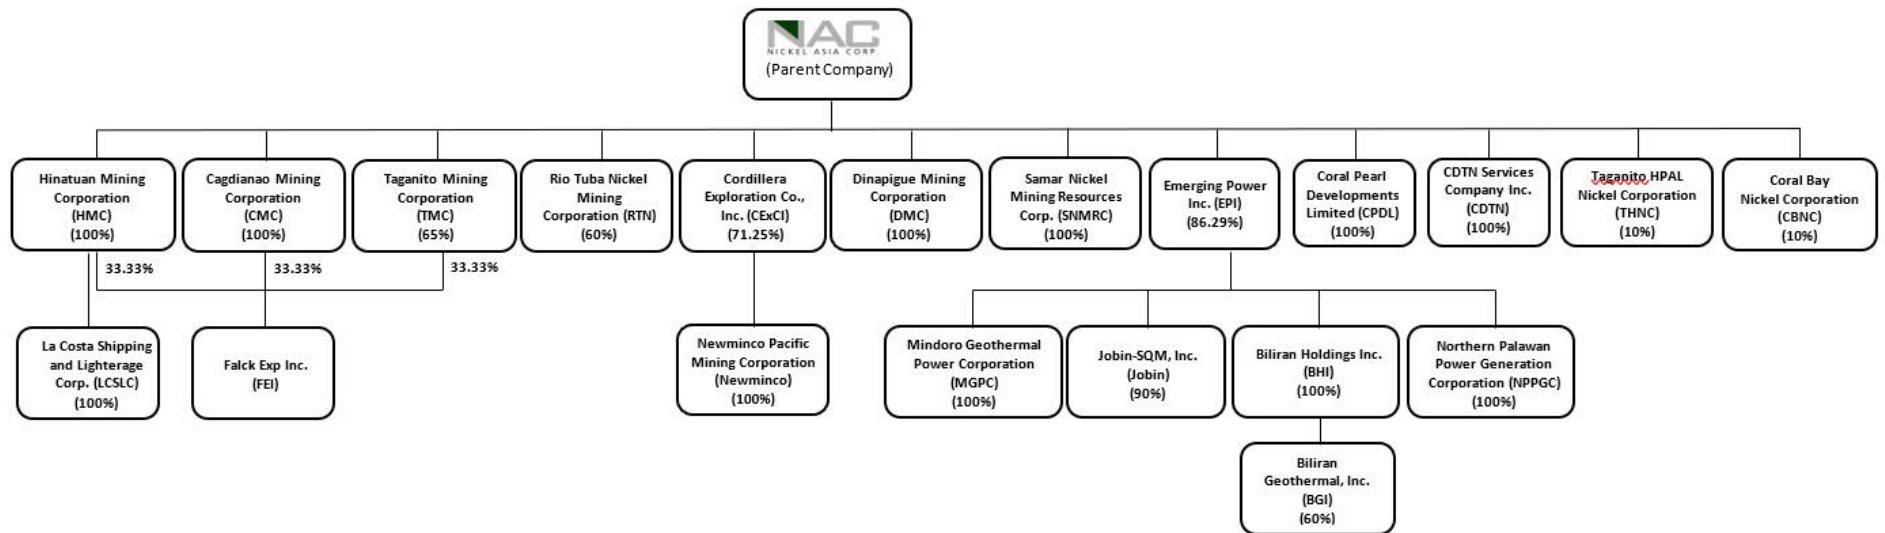 NAC
NICKEL ASIA CORP.
(Parent Company)
Hinatuan Mining
Corporation
(HMC)
(100%)
Cagdianao Mining
Corporation
(CMC)
(100%)
Taganito Mining
Corporation
(TMC)
(65%)
Rio Tuba Nickel
Mining
Corporation (RTN)
(60%)
Cordillera
Exploration Co.,
Inc. (CExCI)
(71.25%)
Dinapigue Mining
Corporation
(DMC)
(100%)
Samar Nickel
Mining Resources
Corp. (SNMRC)
(100%)
Emerging Power
Inc. (EPI)
(86.29%)
Coral Pearl
Developments
Limited (CPDL)
(100%)
CDTN Services
Company Inc.
(CDTN)
(100%)
Taganito HPAL
Nickel Corporation
(THNC)
(10%)
Coral Bay
Nickel Corporation
(CBNC)
(10%)
33.33%
33.33%
33.33%
La Costa Shipping
and Lighterage
Corp. (LCSLC)
(100%)
Falck Exp Inc.
(FEI)
Newminco Pacific
Mining Corporation
(Newminco)
(100%)
Mindoro Geothermal
Power Corporation
(MGPC)
(100%)
Jobin-SQM, Inc.
(Jobin)
(90%)
Biliran Holdings Inc.
(BHI)
(100%)
Northern Palawan
Power Generation
Corporation (NPPGC)
(100%)
Biliran
Geothermal, Inc.
(BGI)
(60%)